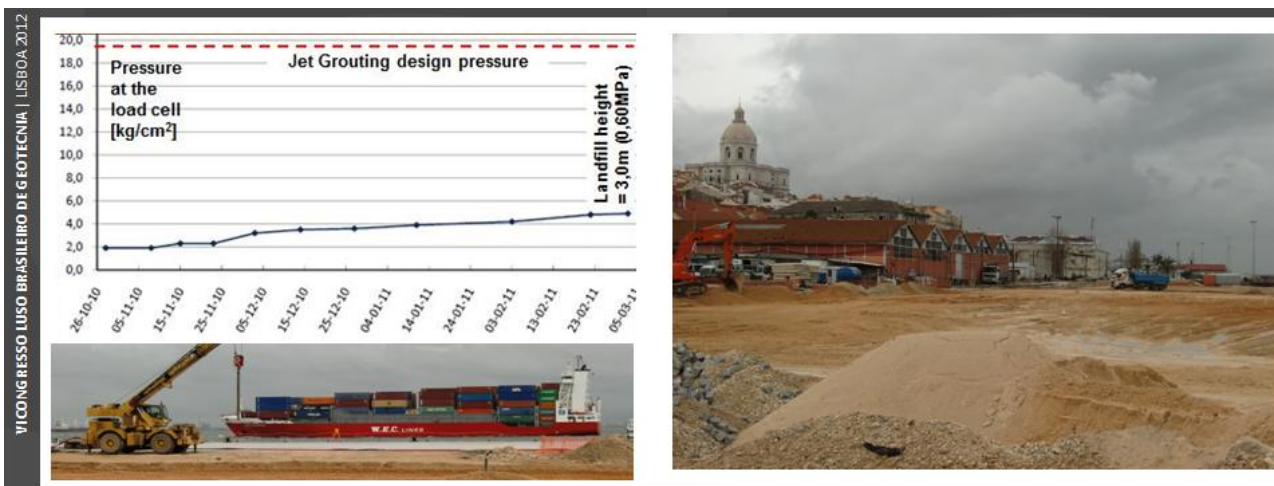 VI CONGRESSO LUSO BRASILEIRO DE GEOTECNIA | LISBOA 2012
20,0
18,0
16,0
14,0
12,0
10,0
8,0
6,0
4,0
2,0
0,0
Pressure
at the
load cell
[kg/cm²]
Jet Grouting design pressure
Landfill height
= 3,0m (0,60MPa)
26-10-10
05-11-10
15-11-10
25-11-10
05-12-10
15-12-10
25-12-10
04-01-11
14-01-11
24-01-11
03-02-11
13-02-11
23-02-11
05-03-1
W.E.C. LINES